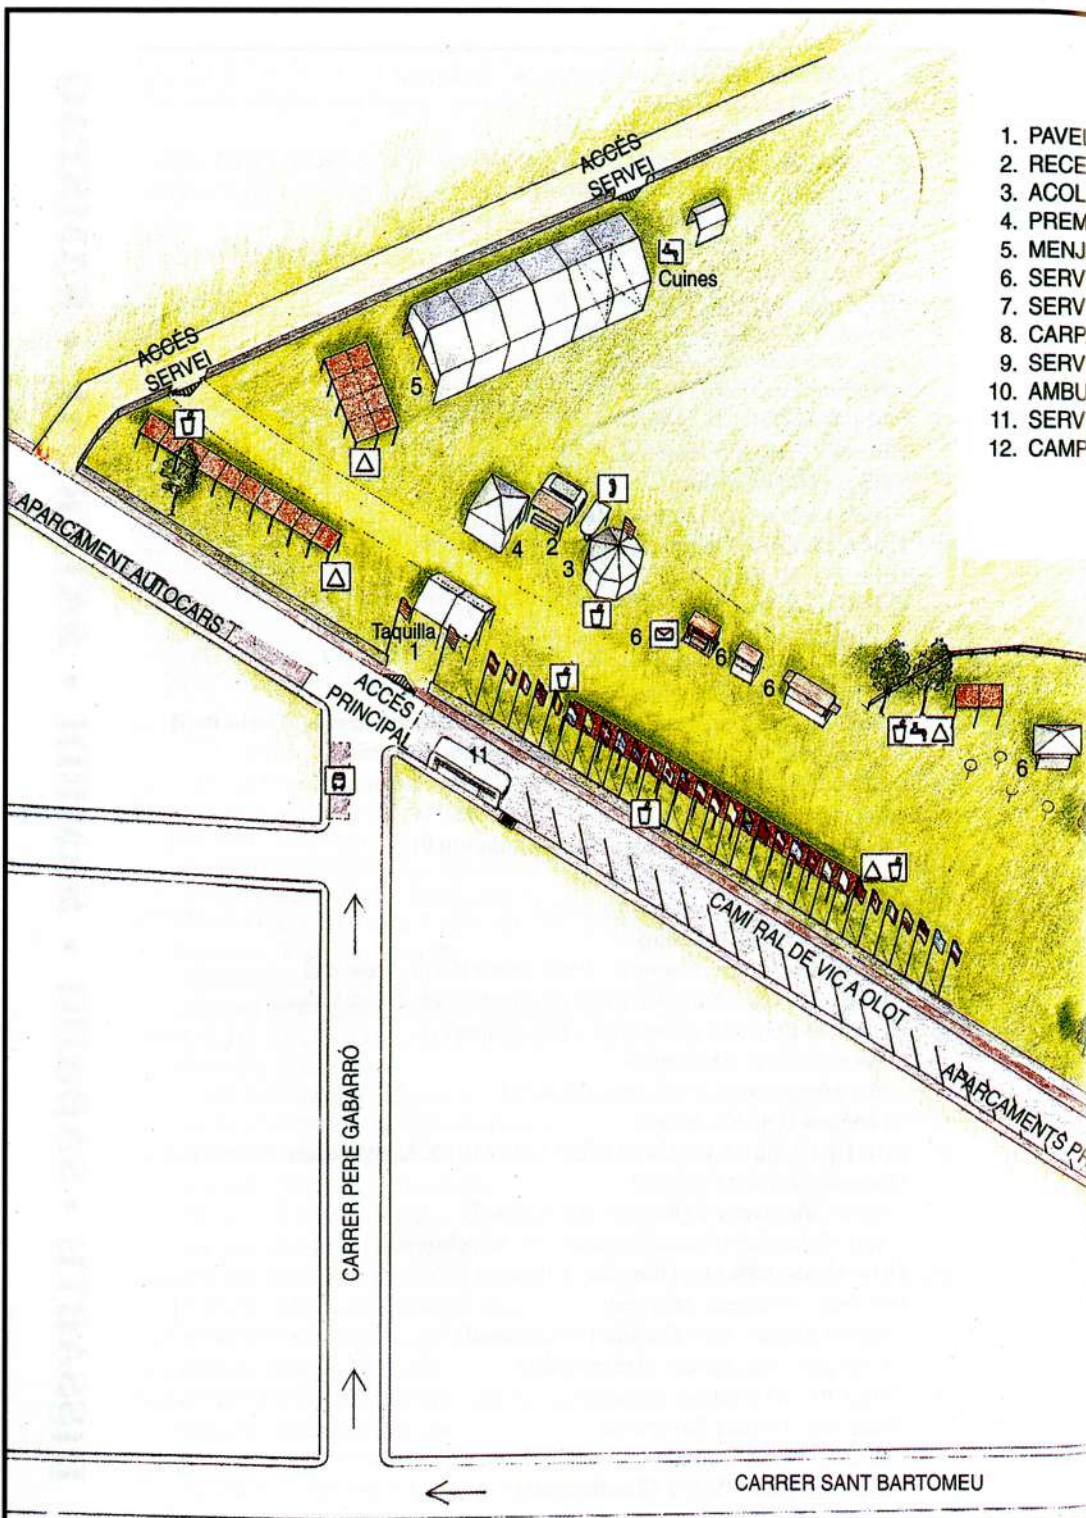 ACCÉS
SERVEI
1. PAVE
2. RECE
3. ACOL
4. PREM
5. MENJ
6. SERV
7. SERV
8. CARP
9. SERV
10. AMBU
11. SERV
12. CAMP
Cuines
ACCÉS
SERVEI
5
APARCAMENT AUTOCARS T
4
2
3
Taquilla
1
6
6
6
6
ACCÉS
PRINCIPAL
11
CAMÍ RAL DE VIC A OLOT
APARCAMENTS PR
CARRER PERE GABARRÓ
CARRER SANT BARTOMEU